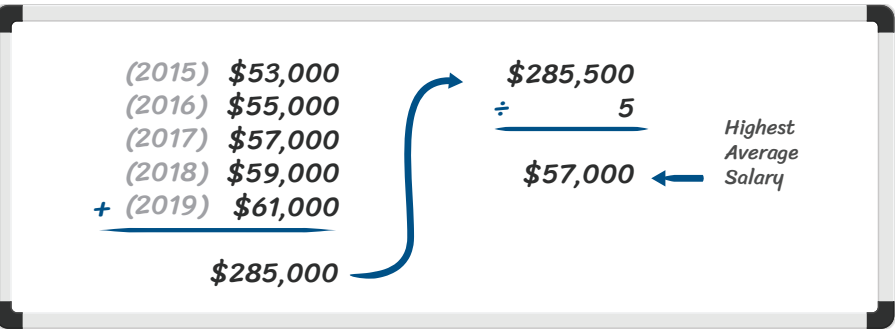 (2015) $53,000
(2016) $55,000
(2017) $57,000
(2018) $59,000
+ (2019) $61,000
$285,000
$285,500
÷ 5
$57,000
Highest
Average
Salary